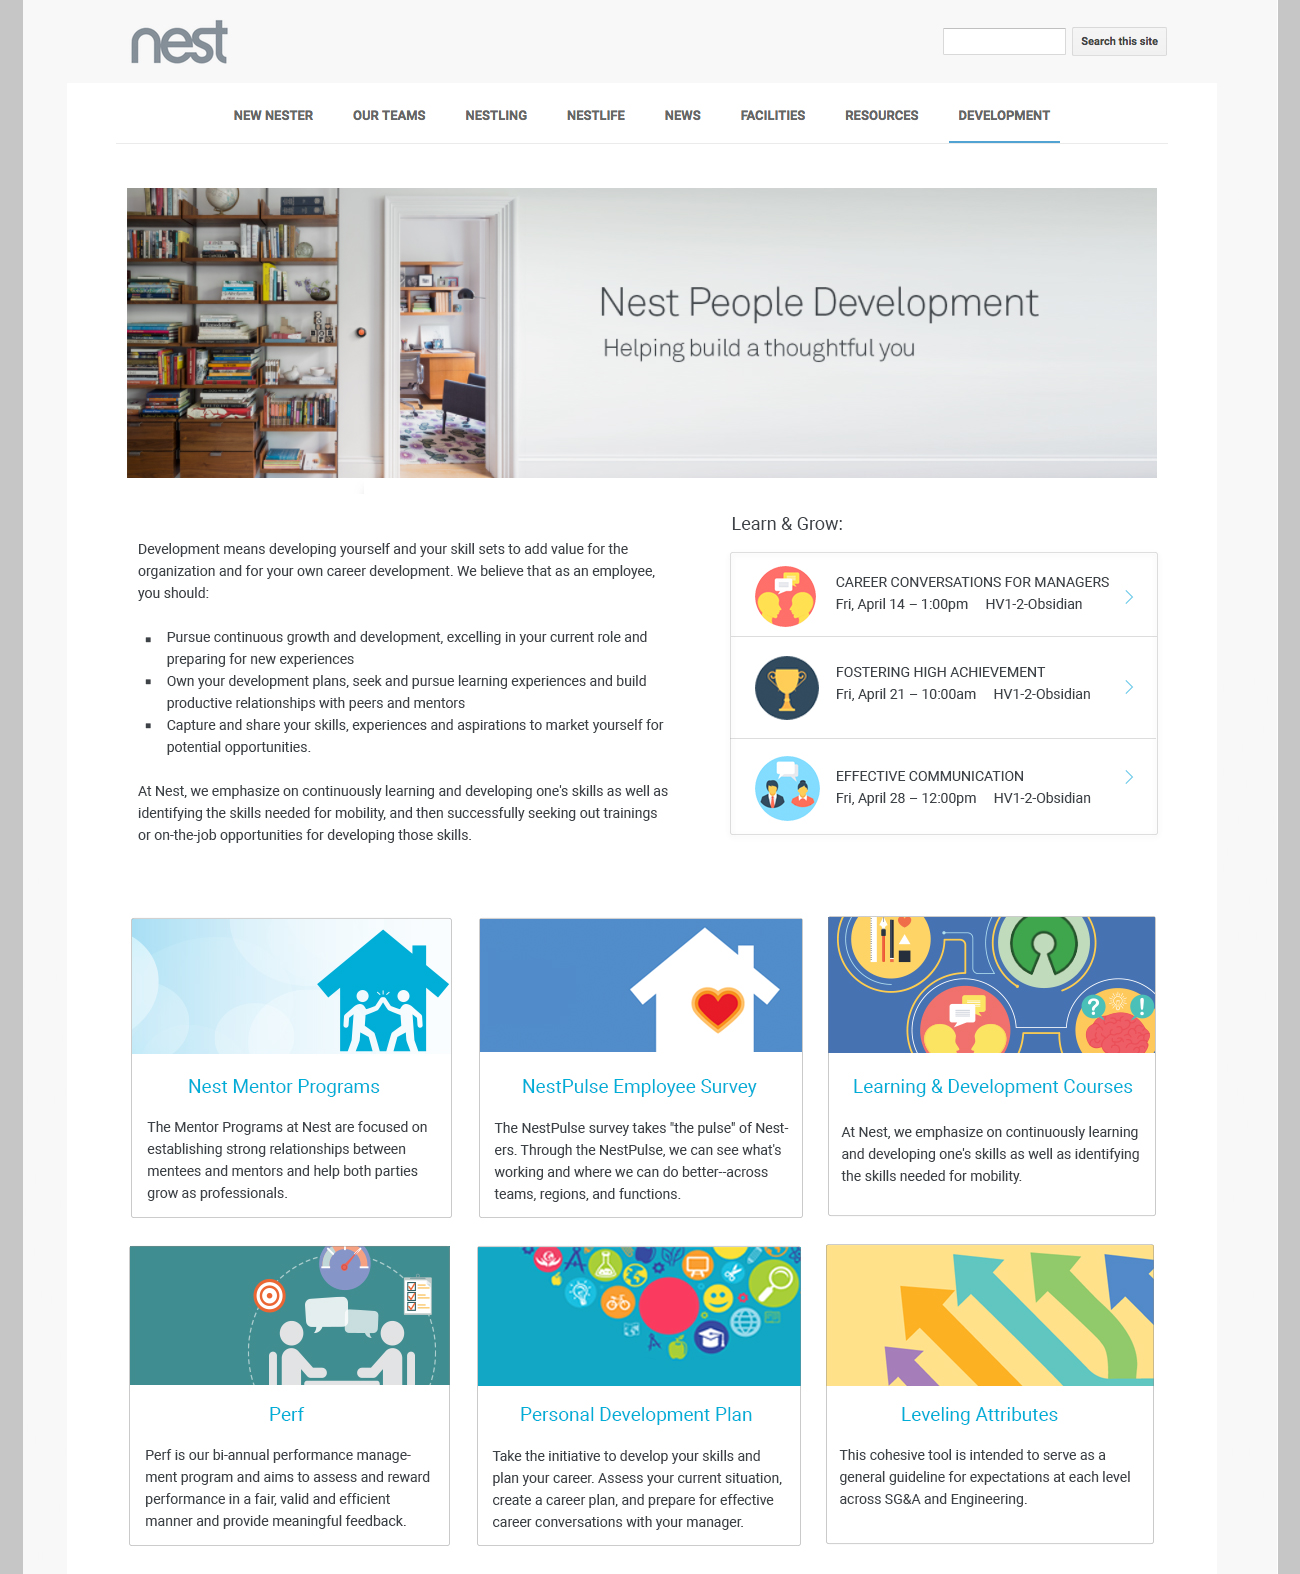 nest
Search this site
NEW NESTER OUR TEAMS NESTLING NESTLIFE NEWS FACILITIES RESOURCES DEVELOPMENT
Nest People Development
Helping build a thoughtful you
Development means developing yourself and your skill sets to add value for the
organization and for your own career development. We believe that as an employee,
you should:
▪ Pursue continuous growth and development, excelling in your current role and
preparing for new experiences
▪ Own your development plans, seek and pursue learning experiences and build
productive relationships with peers and mentors
▪ Capture and share your skills, experiences and aspirations to market yourself for
potential opportunities.
At Nest, we emphasize on continuously learning and developing one's skills as well as
identifying the skills needed for mobility, and then successfully seeking out trainings
or on-the-job opportunities for developing those skills.
Learn & Grow:
CAREER CONVERSATIONS FOR MANAGERS
Fri, April 14 – 1:00pm HV1-2-Obsidian
FOSTERING HIGH ACHIEVEMENT
Fri, April 21 – 10:00am HV1-2-Obsidian
EFFECTIVE COMMUNICATION
Fri, April 28 – 12:00pm HV1-2-Obsidian
Nest Mentor Programs
The Mentor Programs at Nest are focused on
establishing strong relationships between
mentees and mentors and help both parties
grow as professionals.
NestPulse Employee Survey
The NestPulse survey takes "the pulse" of Nest-
ers. Through the NestPulse, we can see what's
working and where we can do better--across
teams, regions, and functions.
? !
Learning & Development Courses
At Nest, we emphasize on continuously learning
and developing one's skills as well as identifying
the skills needed for mobility.
Perf
Perf is our bi-annual performance manage-
ment program and aims to assess and reward
performance in a fair, valid and efficient
manner and provide meaningful feedback.
Personal Development Plan
Take the initiative to develop your skills and
plan your career. Assess your current situation,
create a career plan, and prepare for effective
career conversations with your manager.
Leveling Attributes
This cohesive tool is intended to serve as a
general guideline for expectations at each level
across SG&A and Engineering.